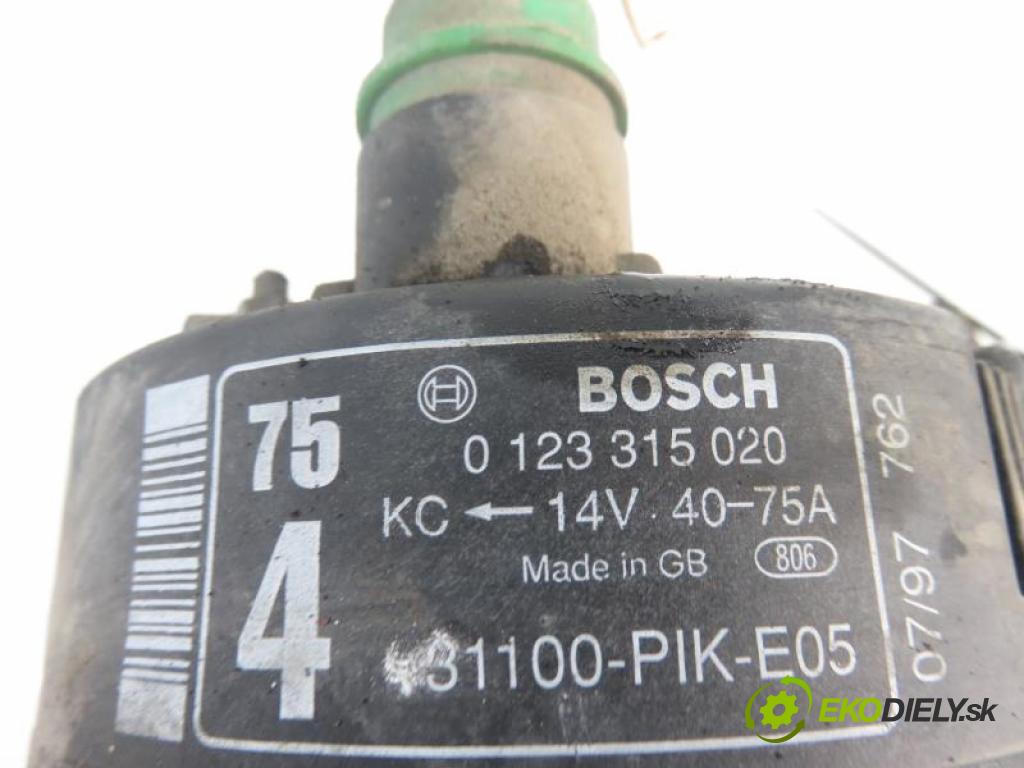 75
BOSCH
0 123 315 020
KC ← 14V 40-75A
Made in GB 806
4
31100-PIK-E05
07/97 762
EKODIELY.sk